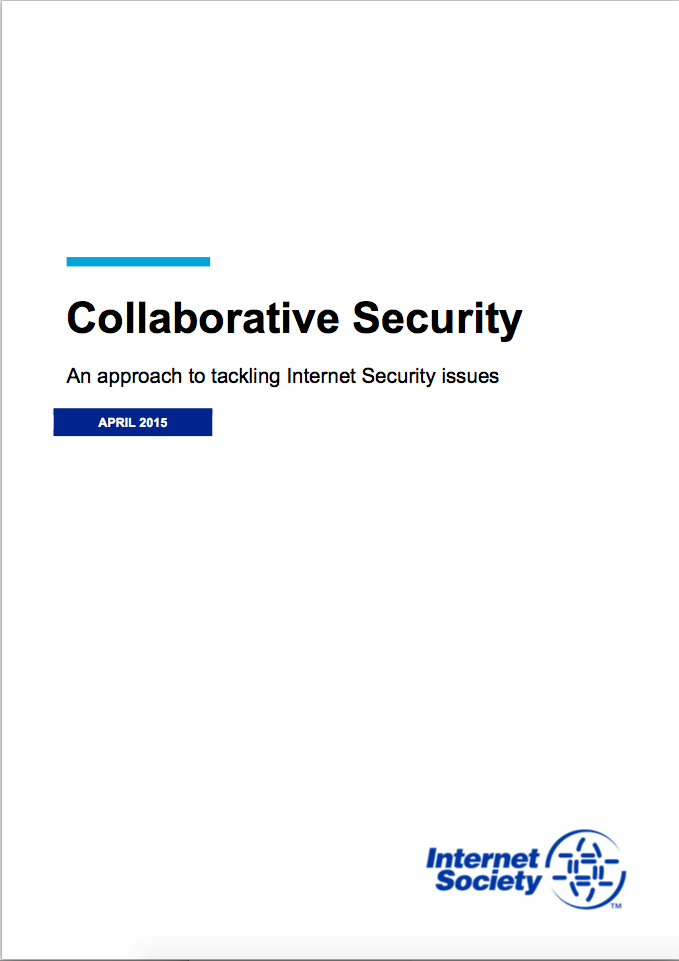 Collaborative Security
An approach to tackling Internet Security issues
APRIL 2015
Internet
Society
TM